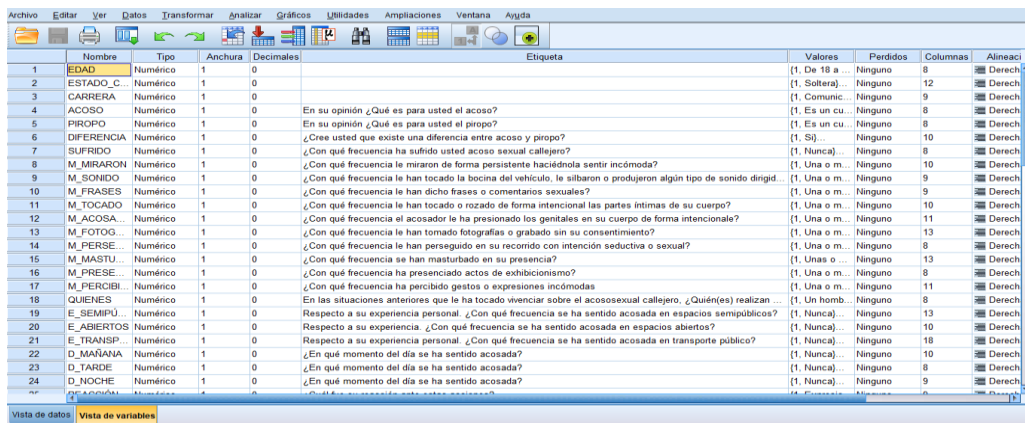 Archivo Editar Ver Datos Transformar Analizar Gráficos Utilidades Ampliaciones Ventana Ayuda
Nombre Tipo Anchura Decimales Etiqueta Valores Perdidos Columnas Alineaci
1 EDAD Numérico 1 0 {1, De 18 a ... Ninguno 8 Derech
2 ESTADO_C... Numérico 1 0 {1, Soltera}... Ninguno 12 Derech
3 CARRERA Numérico 1 0 {1, Comunic... Ninguno 9 Derech
4 ACOSO Numérico 1 0 En su opinión ¿Qué es para usted el acoso? {1, Es un cu... Ninguno 8 Derech
5 PIROPO Numérico 1 0 En su opinión ¿Qué es para usted el piropo? {1, Es un cu... Ninguno 8 Derech
6 DIFERENCIA Numérico 1 0 ¿Cree usted que existe una diferencia entre acoso y piropo? {1, Si}... Ninguno 10 Derech
7 SUFRIDO Numérico 1 0 ¿Con qué frecuencia ha sufrido usted acoso sexual callejero? {1, Nunca}... Ninguno 8 Derech
8 M_MIRARON Numérico 1 0 ¿Con qué frecuencia le miraron de forma persistente haciéndnola sentir incómoda? {1, Una o m... Ninguno 10 Derech
9 M_SONIDO Numérico 1 0 ¿Con qué frecuencia le han tocado la bocina del vehículo, le silbaron o produjeron algún tipo de sonido dirigid... {1, Una o m... Ninguno 9 Derech
10 M_FRASES Numérico 1 0 ¿Con qué frecuencia le han dicho frases o comentarios sexuales? {1, Una o m... Ninguno 9 Derech
11 M_TOCADO Numérico 1 0 ¿Con qué frecuencia le han tocado o rozado de forma intencional las partes íntimas de su cuerpo? {1, Una o m... Ninguno 10 Derech
12 M_ACOSA... Numérico 1 0 ¿Con qué frecuencia el acosador le ha presionado los genitales en su cuerpo de forma intencionale? {1, Una o m... Ninguno 11 Derech
13 M_FOTOG... Numérico 1 0 ¿Con qué frecuencia le han tomado fotografías o grabado sin su consentimiento? {1, Una o m... Ninguno 13 Derech
14 M_PERSE... Numérico 1 0 ¿Con qué frecuencia le han perseguido en su recorrido con intención seductiva o sexual? {1, Una o m... Ninguno 8 Derech
15 M_MASTU... Numérico 1 0 ¿Con qué frecuencia se han masturbado en su presencia? {1, Unas o ... Ninguno 13 Derech
16 M_PRESE... Numérico 1 0 ¿Con qué frecuencia ha presenciado actos de exhibicionismo? {1, Una o m... Ninguno 8 Derech
17 M_PERCIBI... Numérico 1 0 ¿Con qué frecuencia ha percibido gestos o expresiones incómodas {1, Una o m... Ninguno 11 Derech
18 QUIENES Numérico 1 0 En las situaciones anteriores que le ha tocado vivenciar sobre el acososexual callejero, ¿Quién(es) realizan ... {1, Un homb... Ninguno 8 Derech
19 E_SEMIPÚ... Numérico 1 0 Respecto a su experiencia personal. ¿Con qué frecuencia se ha sentido acosada en espacios semipúblicos? {1, Nunca}... Ninguno 13 Derech
20 E_ABIERTOS Numérico 1 0 Respecto a su experiencia. ¿Con qué frecuencia se ha sentido acosada en espacios abiertos? {1, Nunca}... Ninguno 10 Derech
21 E_TRANSP... Numérico 1 0 Respecto a su experiencia personal. ¿Con qué frecuencia se ha sentido acosada en transporte público? {1, Nunca}... Ninguno 18 Derech
22 D_MAÑANA Numérico 1 0 ¿En qué momento del día se ha sentido acosada? {1, Nunca}... Ninguno 10 Derech
23 D_TARDE Numérico 1 0 ¿En qué momento del día se ha sentido acosada? {1, Nunca}... Ninguno 8 Derech
24 D_NOCHE Numérico 1 0 ¿En qué momento del día se ha sentido acosada? {1, Nunca}... Ninguno 9 Derech
Vista de datos Vista de variables